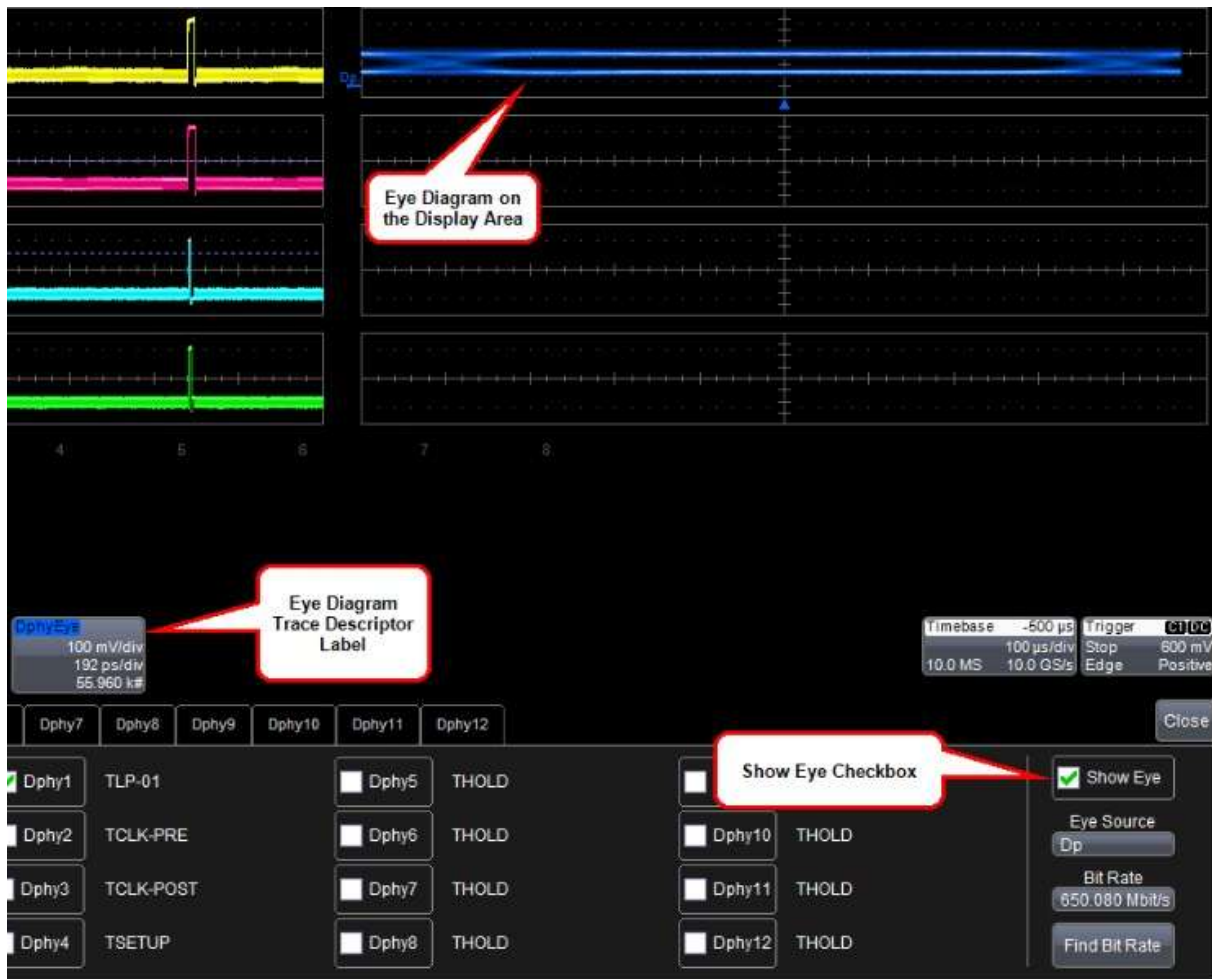 Dp
Eye Diagram on
the Display Area
4
5
6
7
8
Eye Diagram
Trace Descriptor
Label
DphyEye
100 mV/div
192 ps/div
55.960 k#
Timebase -500 µs
100 µs/div
10.0 MS 10.0 GS/s
Trigger C1 DC
Stop 600 mV
Edge Positive
Dphy7 Dphy8 Dphy9 Dphy10 Dphy11 Dphy12
Close
Show Eye Checkbox
Dphy1 TLP-01
Dphy5 THOLD
Show Eye
Dphy2 TCLK-PRE
Dphy6 THOLD
Dphy10 THOLD
Eye Source
Dp
Dphy3 TCLK-POST
Dphy7 THOLD
Dphy11 THOLD
Bit Rate
650.080 Mbit/s
Dphy4 TSETUP
Dphy8 THOLD
Dphy12 THOLD
Find Bit Rate